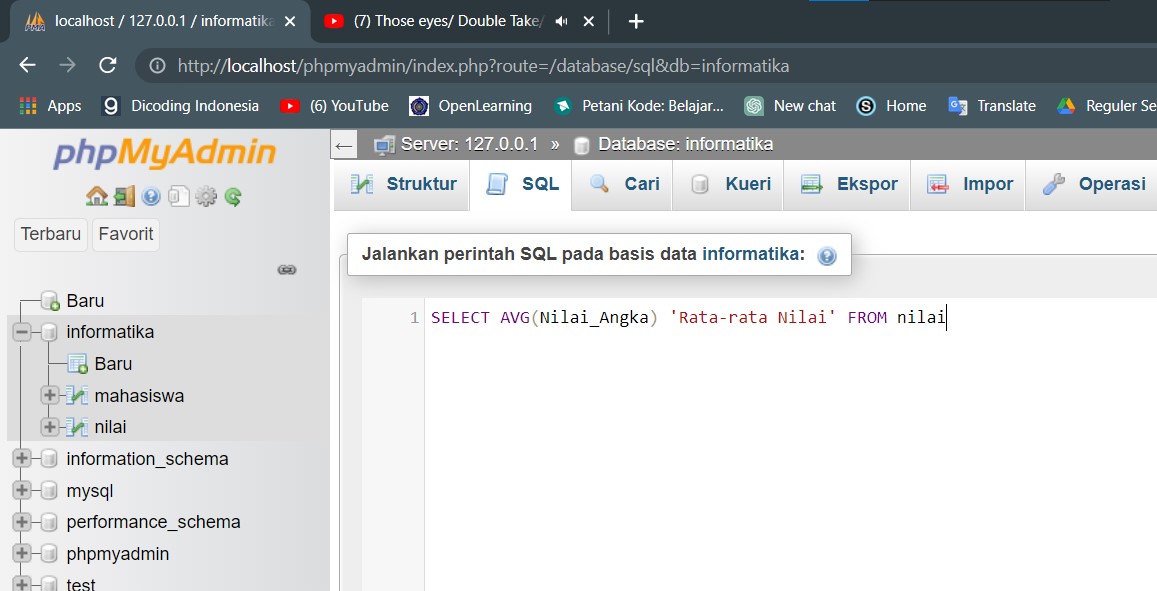 localhost / 127.0.0.1 / informatika
(7) Those eyes/ Double Take/
http://localhost/phpmyadmin/index.php?route=/database/sql&db=informatika
Apps
Dicoding Indonesia
(6) YouTube
OpenLearning
Petani Kode: Belajar...
New chat
Home
Translate
Reguler Se
phpMyAdmin
Terbaru
Favorit
Baru
informatika
Baru
mahasiswa
nilai
information_schema
mysql
performance_schema
phpmyadmin
test
Server: 127.0.0.1 » Database: informatika
Struktur
SQL
Cari
Kueri
Ekspor
Impor
Operasi
Jalankan perintah SQL pada basis data informatika:
1 SELECT AVG(Nilai_Angka) 'Rata-rata Nilai' FROM nilai